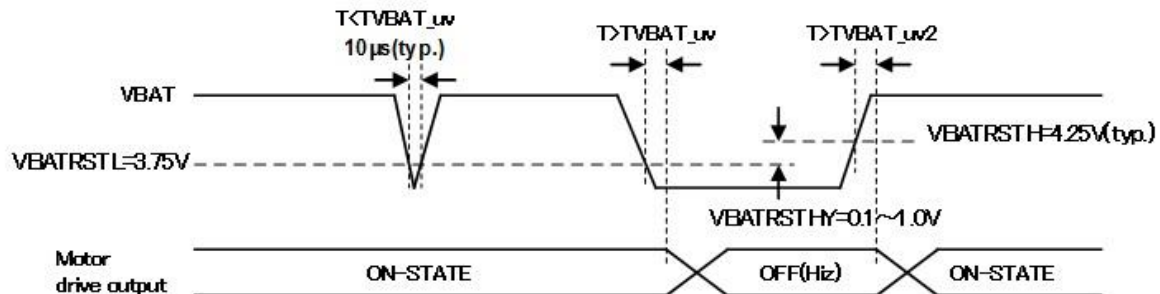 T<TVBAT_uv
10μs(typ.)
T>TVBAT_uv
T>TVBAT_uv2
VBAT
VBATRSTH=4.25V(typ.)
VBATRSTL=3.75V
VBATRSTHY=0.1～1.0V
Motor
drive output
ON-STATE
OFF(Hiz)
ON-STATE